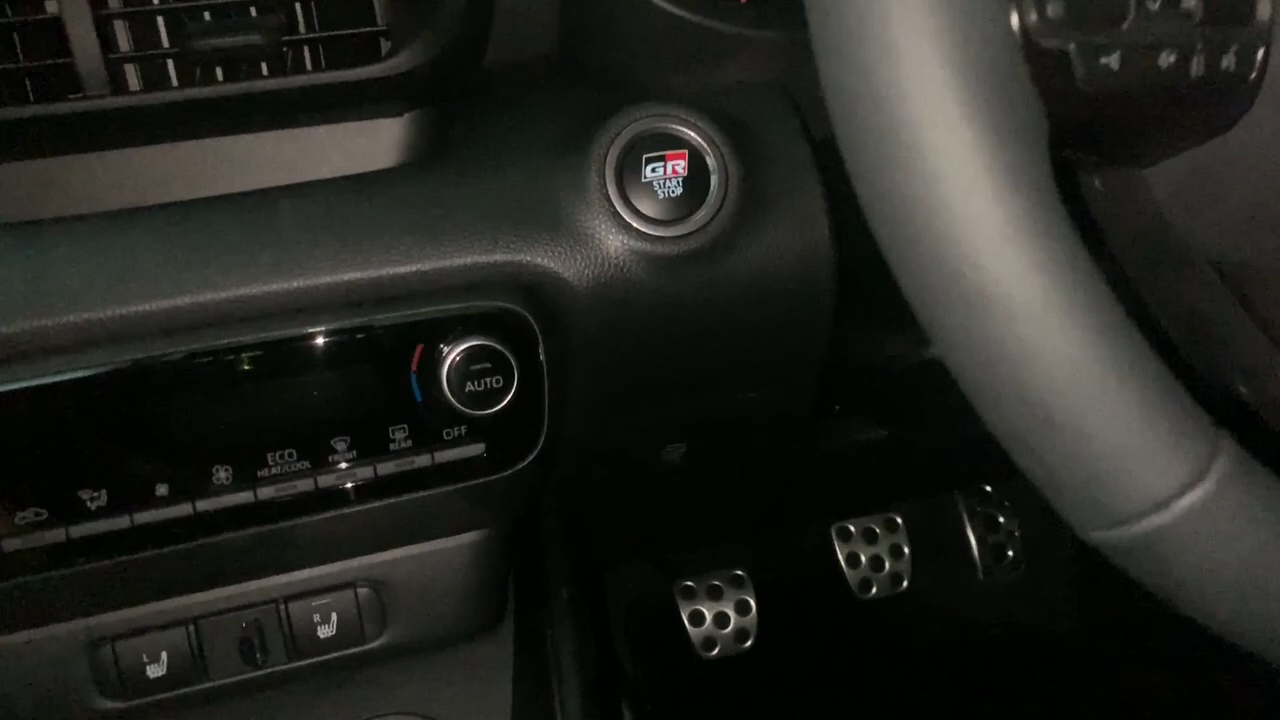 GR
START
STOP
AUTO
OFF
REAR
FRONT
ECO
HEAT/COOL
L
R